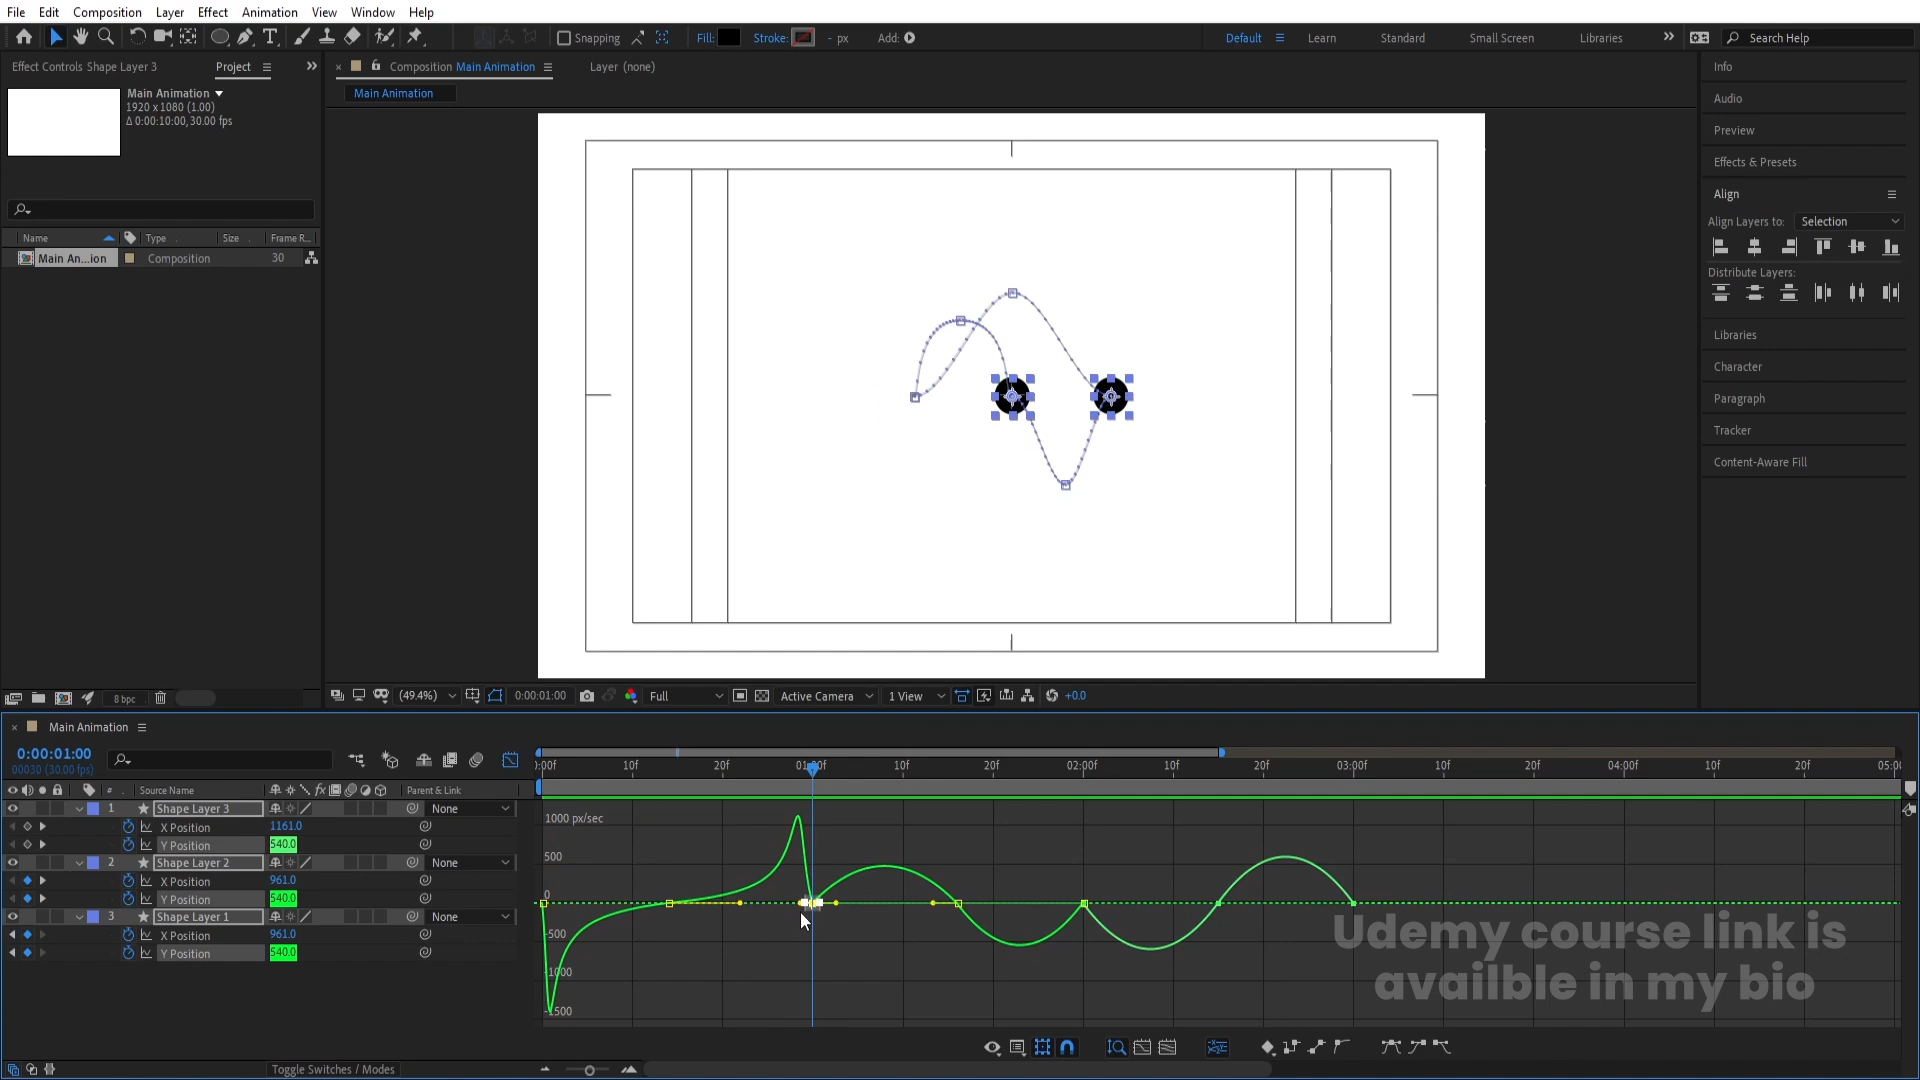 File Edit Composition Layer Effect Animation View Window Help
Snapping Fill: Stroke: - px Add: Default Learn Standard Small Screen Libraries Search Help
Effect Controls Shape Layer 3 Project Composition Main Animation Layer (none) Info
Main Animation
Main Animation
1920 x 1080 (1.00)
Δ 0:00:10:00, 30.00 fps
Audio
Preview
Effects & Presets
Align
Align Layers to: Selection
Distribute Layers:
Libraries
Character
Paragraph
Tracker
Content-Aware Fill
Name Type Size Frame R...
Main An...ion Composition 30
8 bpc (49.4%) 0:00:01:00 Full Active Camera 1 View +0.0
Main Animation
0:00:01:00
00030 (30.00 fps)
:00f 10f 20f 01:00f 10f 20f 02:00f 10f 20f 03:00f 10f 20f 04:00f 10f 20f 05:00
# Source Name Parent & Link
1 Shape Layer 3 None
X Position 1161.0
Y Position 540.0
2 Shape Layer 2 None
X Position 961.0
Y Position 540.0
3 Shape Layer 1 None
X Position 961.0
Y Position 540.0
1000 px/sec
500
0
-500
-1000
-1500
Udemy course link is
availble in my bio
Toggle Switches / Modes